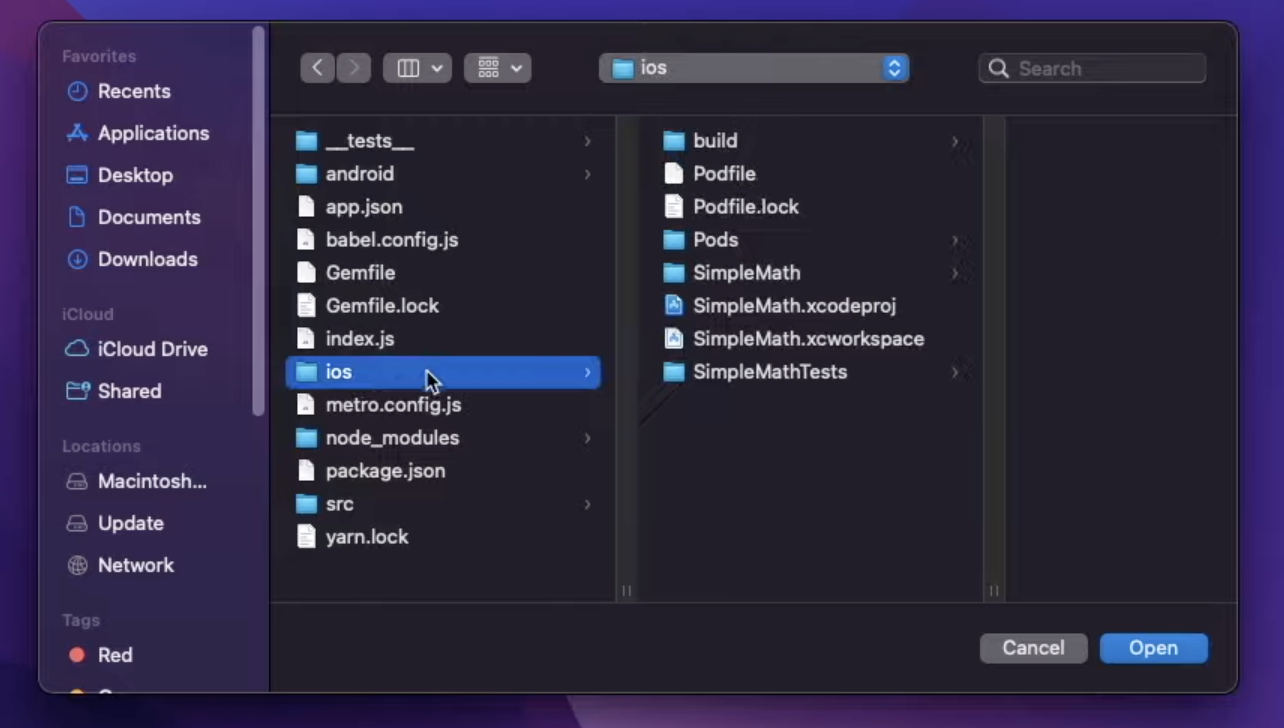 Favorites
Recents
Applications
Desktop
Documents
Downloads
iCloud
iCloud Drive
Shared
Locations
Macintosh...
Update
Network
Tags
Red
ios
Search
__tests__
android
app.json
babel.config.js
Gemfile
Gemfile.lock
index.js
ios
metro.config.js
node_modules
package.json
src
yarn.lock
build
Podfile
Podfile.lock
Pods
SimpleMath
SimpleMath.xcodeproj
SimpleMath.xcworkspace
SimpleMathTests
Cancel
Open